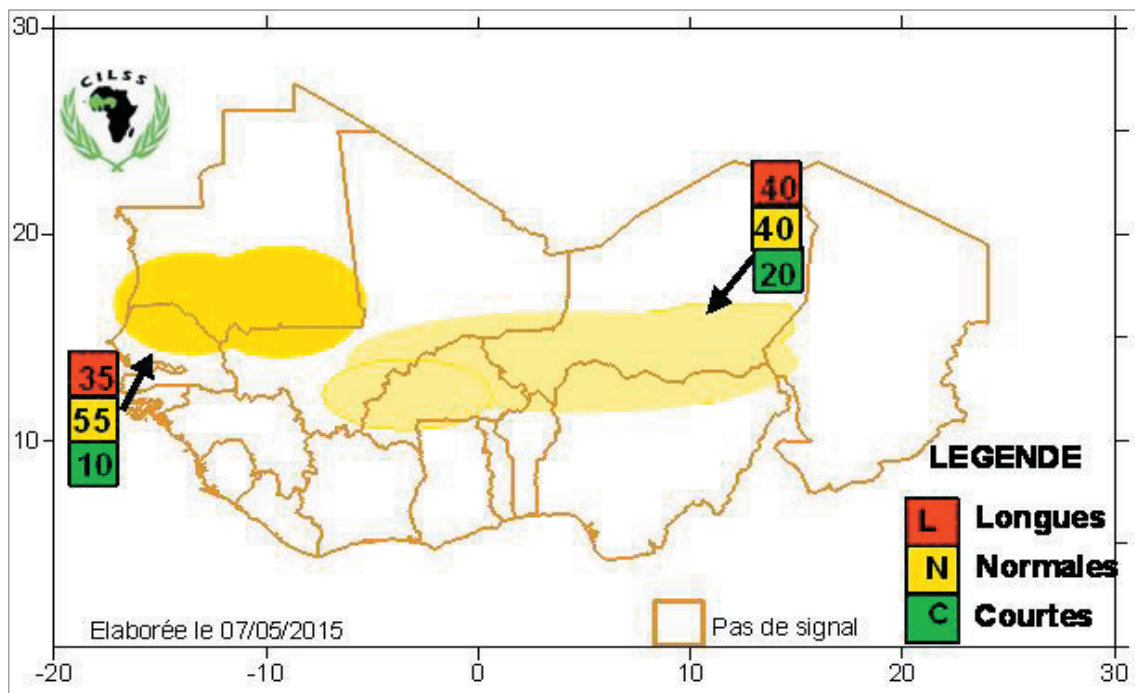 30
CILSS
40
40
20
20
35
55
10
10
LEGENDE
L Longues
N Normales
C Courtes
Elaborée le 07/05/2015
Pas de signal
-20 -10 0 10 20 30